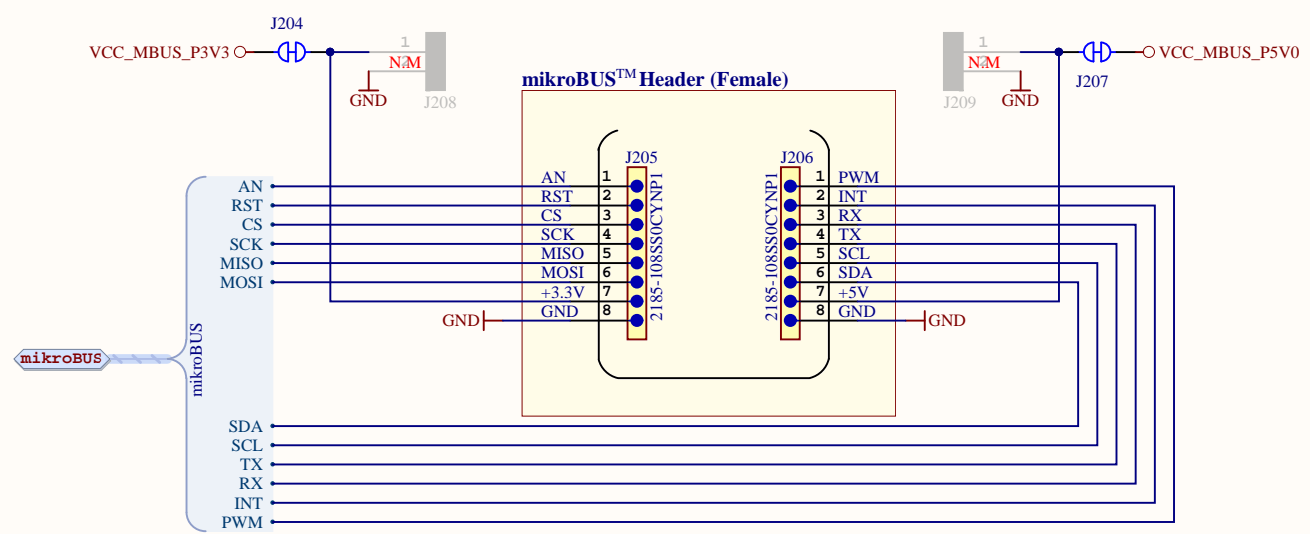 J204
VCC_MBUS_P3V3
1
2
N.M
GND
J208
1
2
N.M
GND
J209
VCC_MBUS_P5V0
J207
mikroBUS™ Header (Female)
J205
2185-108SS0CYNP1
AN 1
RST 2
CS 3
SCK 4
MISO 5
MOSI 6
+3.3V 7
GND 8
GND
J206
2185-108SS0CYNP1
1 PWM
2 INT
3 RX
4 TX
5 SCL
6 SDA
7 +5V
8 GND
GND
AN
RST
CS
SCK
MISO
MOSI
mikroBUS
mikroBUS
SDA
SCL
TX
RX
INT
PWM